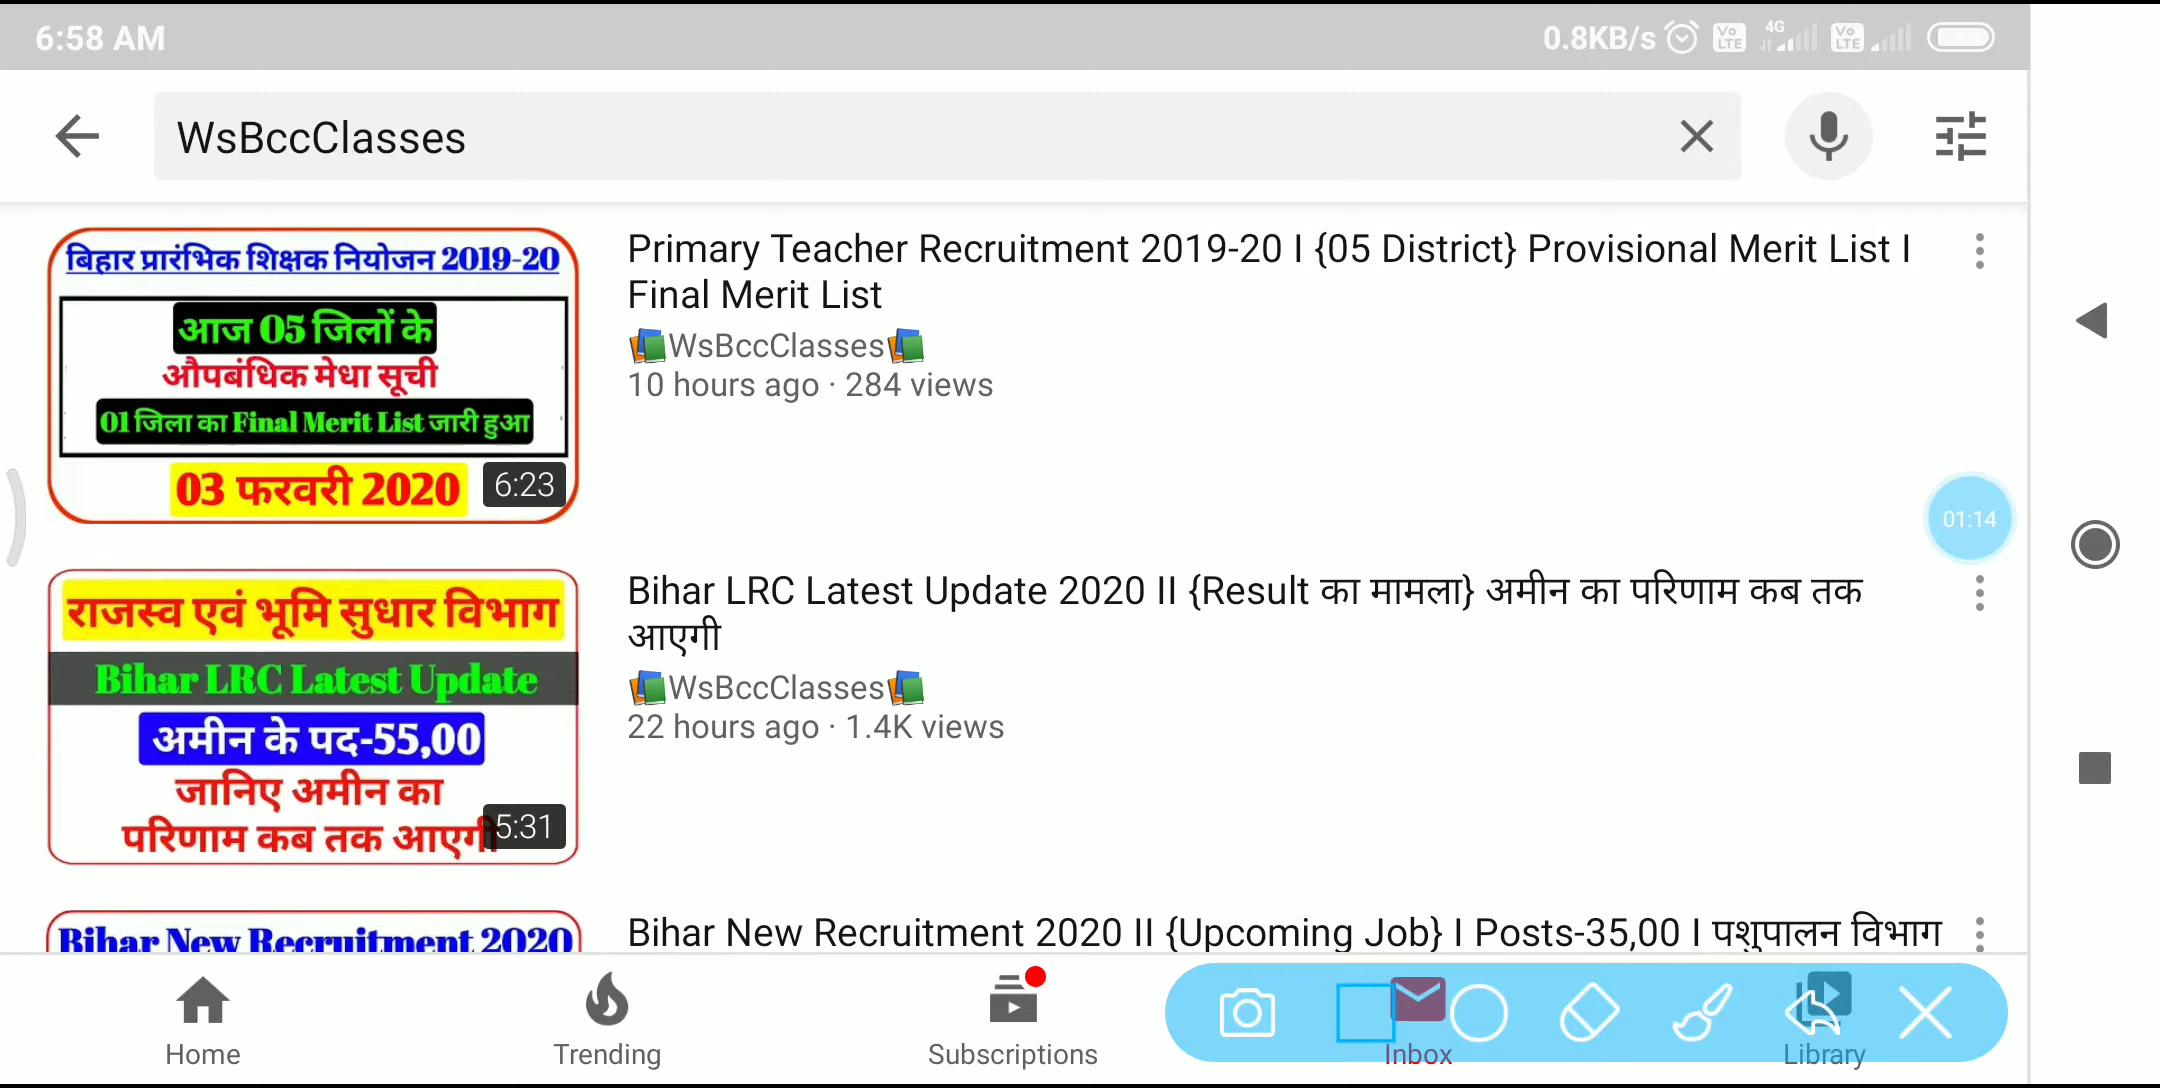 6:58 AM
0.8KB/s
Vo LTE
4G
Vo LTE
WsBccClasses
बिहार प्रारंभिक शिक्षक नियोजन 2019-20
आज 05 जिलों के
औपबंधिक मेधा सूची
01 जिला का Final Merit List जारी हुआ
03 फरवरी 2020
6:23
Primary Teacher Recruitment 2019-20 I {05 District} Provisional Merit List I
Final Merit List
WsBccClasses
10 hours ago · 284 views
01:14
राजस्व एवं भूमि सुधार विभाग
Bihar LRC Latest Update
अमीन के पद-55,00
जानिए अमीन का
परिणाम कब तक आएगी
5:31
Bihar LRC Latest Update 2020 II {Result का मामला} अमीन का परिणाम कब तक
आएगी
WsBccClasses
22 hours ago · 1.4K views
Bihar New Recruitment 2020
Bihar New Recruitment 2020 II {Upcoming Job} I Posts-35,00 I पशुपालन विभाग
Home
Trending
Subscriptions
Inbox
Library